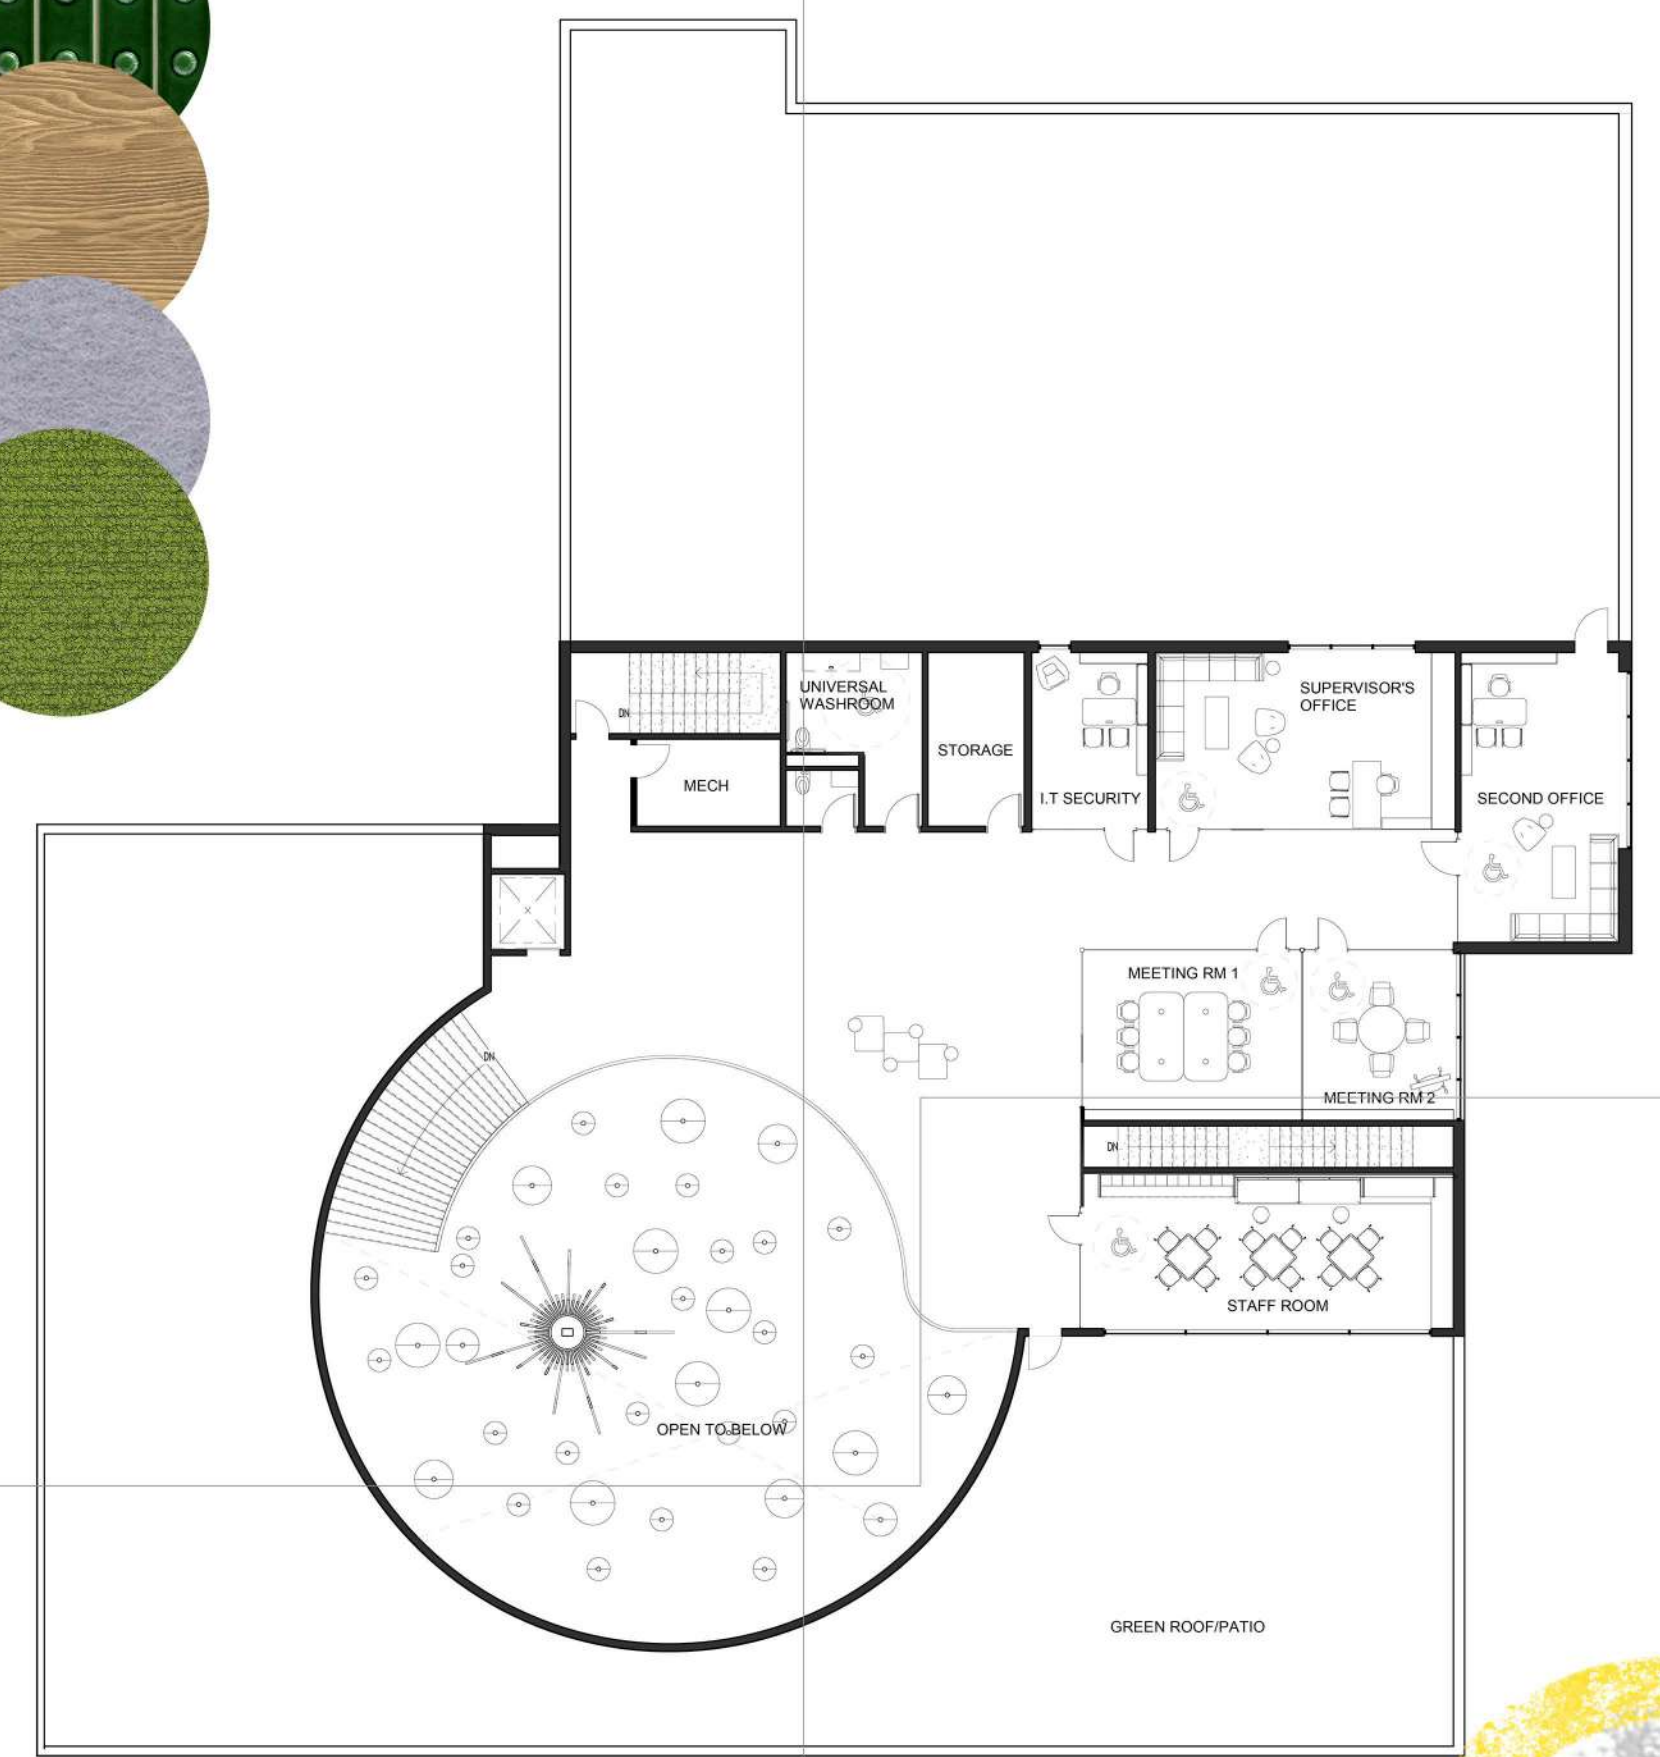 UNIVERSAL
WASHROOM
SUPERVISOR'S
OFFICE
DN
STORAGE
MECH
I.T SECURITY
SECOND OFFICE
MEETING RM 1
DN
MEETING RM 2
DN
STAFF ROOM
OPEN TO BELOW
GREEN ROOF/PATIO